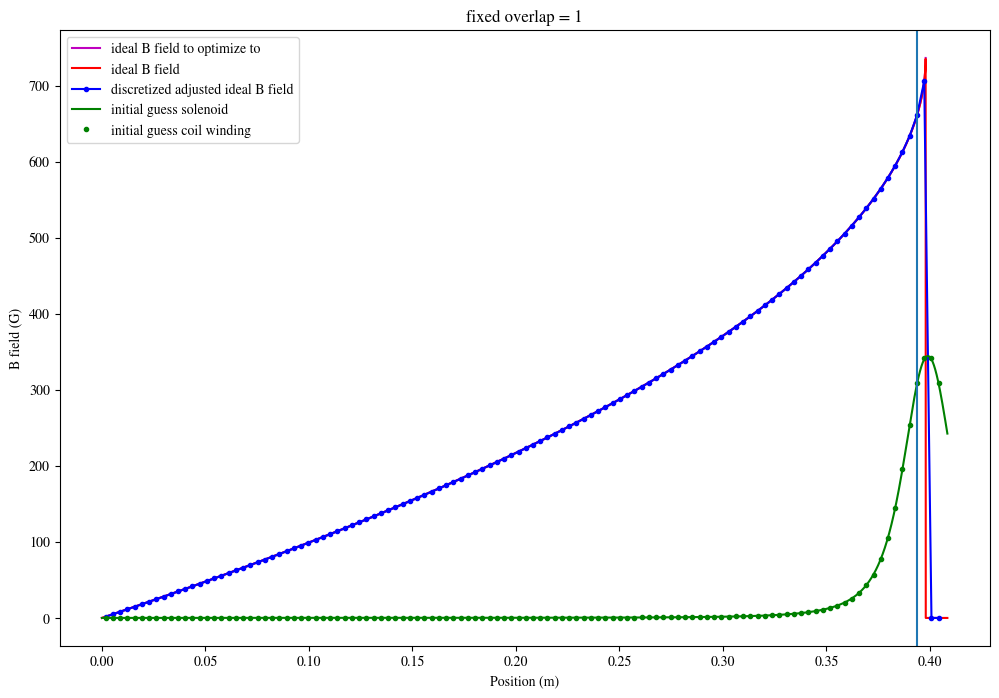 fixed overlap = 1
ideal B field to optimize to
ideal B field
discretized adjusted ideal B field
initial guess solenoid
initial guess coil winding
B field (G)
700
600
500
400
300
200
100
0
0.00 0.05 0.10 0.15 0.20 0.25 0.30 0.35 0.40
Position (m)